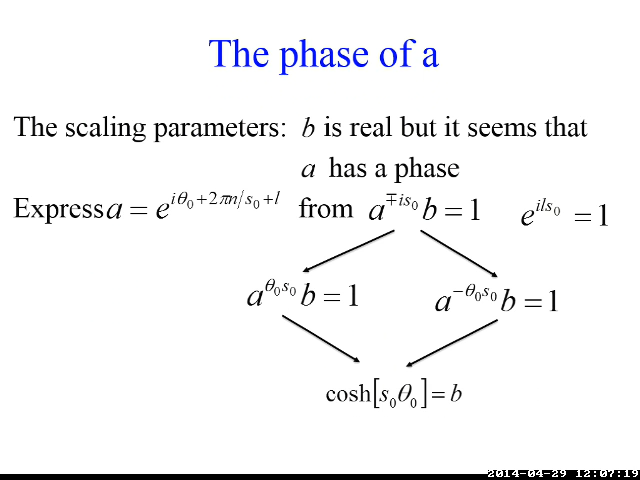 The phase of a
The scaling parameters: b is real but it seems that
a has a phase
Express a = e^{iθ₀+2πn/s₀+l} from a^{∓is₀}b = 1 e^{ils₀} = 1
a^{θ₀s₀}b = 1 a^{−θ₀s₀}b = 1
cosh[s₀θ₀] = b
2014-04-29 12:07:19